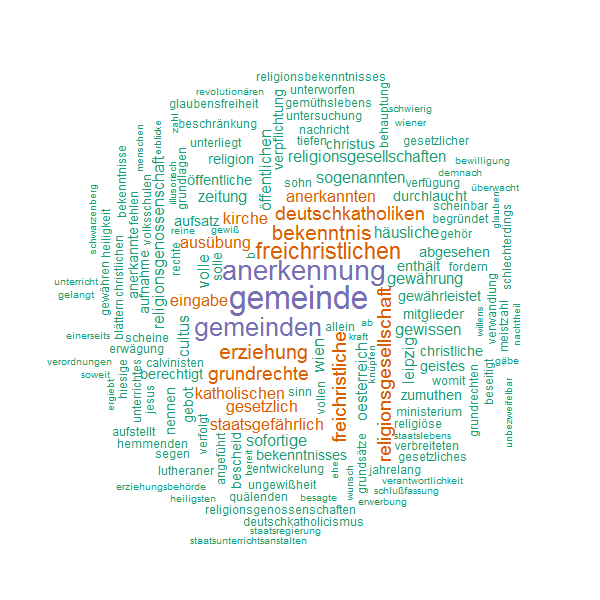 religionsbekenntnisses
revolutionären
unterworfen
glaubensfreiheit
gemüthslebens
schwierig
zahl
beschränkung
verpflichtung
untersuchung
behauptung
wiener
nachricht
menschen
erblicke
unterliegt
tiefen
christus
gesetzlicher
bekenntnisse
volksschulen
religionsgenossenschaft
illusorisch
grundlagen
religion
öffentlichen
religionsgesellschaften
bewilligung
demnach
schwarzenberg
öffentliche
sohn
sogenannten
verfügung
überwacht
heiligkeit
fehlen
zeitung
anerkannten
durchlaucht
scheinbar
glauben
christlichen
anerkannte
aufnahme
aufsatz
kirche
deutschkatholiken
begründet
schlechterdings
reine
gewiß
bekenntnis
häusliche
gehör
rechte
ausübung
solle
b
freichristlichen
abgesehen
unterricht
gewähren
volle
anerkennung
enthält
fordern
gelangt
blättern
eingabe
gemeinde
gewährung
gewährleistet
verwandlung
willens
nachtheil
einerseits
scheine
cultus
gemeinden
allein
ab
mitglieder
meistzahl
erwägung
kraft
gewissen
verordnungen
calvinisten
erziehung
wien
freichristliche
oesterreich
knüpfen
religionsgesellschaft
leipzig
christliche
gäbe
soweit
hiesige
unterrichtes
berechtigt
grundrechte
geistes
womit
beseitigt
ergiebt
jesus
nennen
gebot
katholischen
sinn
vollen
zumuthen
grundrechten
unbezweifelbar
gesetzlich
ministerium
aufstellt
verfolgt
staatsgefährlich
religiöse
hemmenden
angeführt
bescheid
sofortige
staatslebens
verbreiteten
segen
bereit
bekenntnisses
ehe
grundsätze
gesetzliches
lutheraner
entwickelung
wunsch
jahrelang
erziehungsbehörde
ungewißheit
verantwortlichkeit
heiligsten
quälenden
besagte
schlußfassung
erwerbung
religionsgenossenschaften
deutschkatholicismus
staatsregierung
staatsunterrichtsanstalten